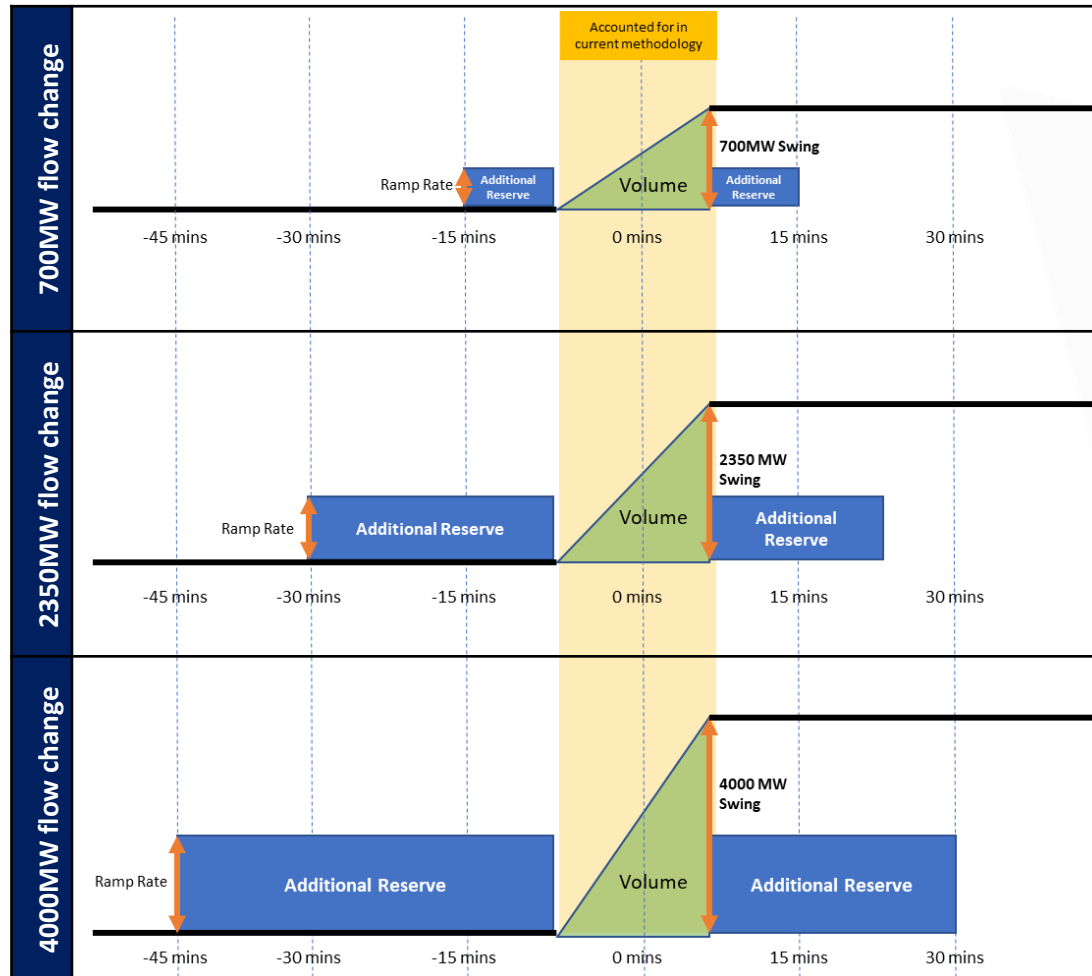 Accounted for in
current methodology
700MW flow change
700MW Swing
Ramp Rate
Additional
Reserve
Volume
Additional
Reserve
-45 mins
-30 mins
-15 mins
0 mins
15 mins
30 mins
2350MW flow change
2350 MW
Swing
Ramp Rate
Additional Reserve
Volume
Additional
Reserve
-45 mins
-30 mins
-15 mins
0 mins
15 mins
30 mins
4000MW flow change
4000 MW
Swing
Ramp Rate
Additional Reserve
Volume
Additional Reserve
-45 mins
-30 mins
-15 mins
0 mins
15 mins
30 mins